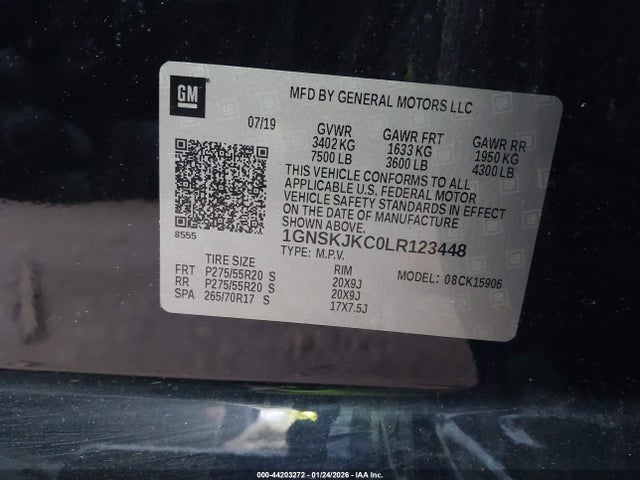 GM
MFD BY GENERAL MOTORS LLC
07/19
GVWR GAWR FRT GAWR RR
3402 KG 1633 KG 1950 KG
7500 LB 3600 LB 4300 LB
THIS VEHICLE CONFORMS TO ALL
APPLICABLE U.S. FEDERAL MOTOR
VEHICLE SAFETY STANDARDS IN EFFECT
ON THE DATE OF MANUFACTURE
8555
1GNSKJKC0LR123448
TYPE: M.P.V.
MODEL: 08CK15906
TIRE SIZE RIM
FRT P275/55R20 S 20X9J
RR P275/55R20 S 20X9J
SPA 265/70R17 S 17X7.5J
000-44203272 - 01/24/2026 - IAA Inc.